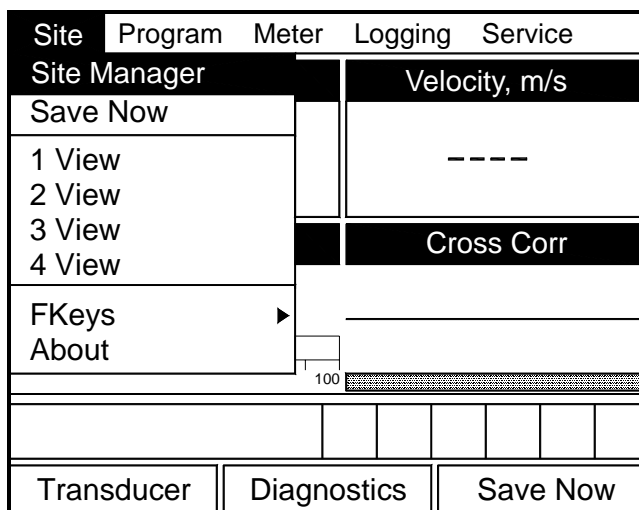 Site Program Meter Logging Service
Site Manager
Save Now
1 View
2 View
3 View
4 View
FKeys
About
Velocity, m/s
----
Cross Corr
100
Transducer Diagnostics Save Now